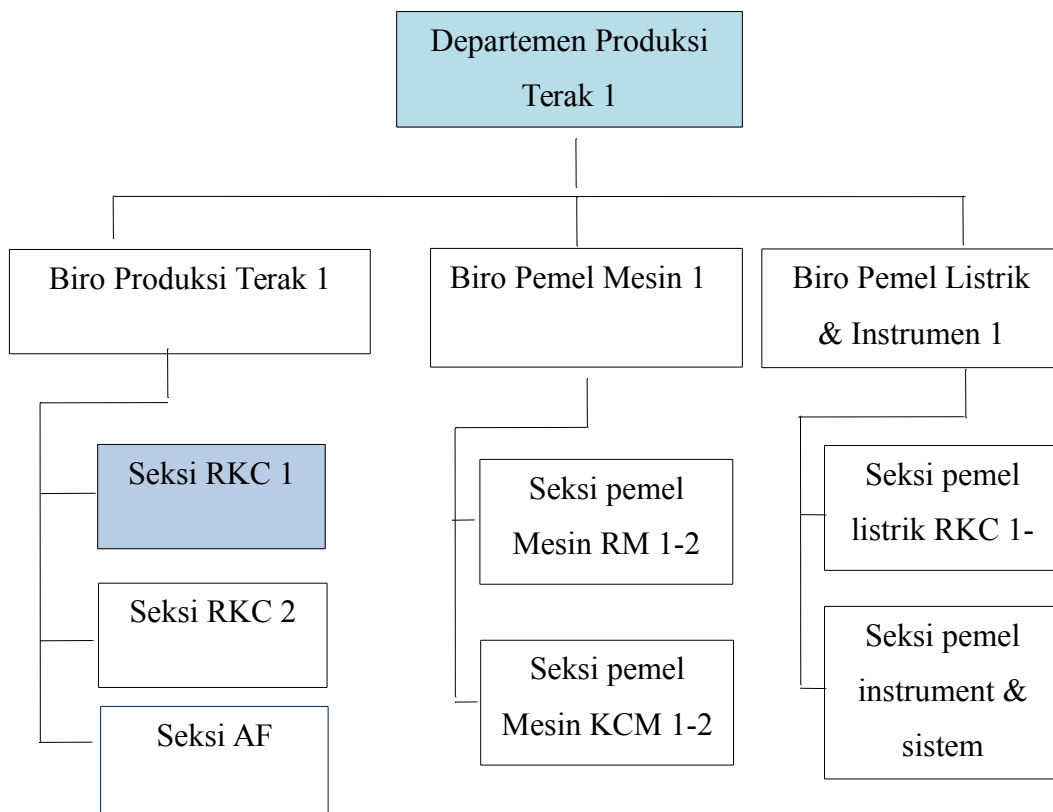 Departemen Produksi
Terak 1
Biro Produksi Terak 1
Biro Pemel Mesin 1
Biro Pemel Listrik
& Instrumen 1
Seksi RKC 1
Seksi RKC 2
Seksi AF
Seksi pemel
Mesin RM 1-2
Seksi pemel
Mesin KCM 1-2
Seksi pemel
listrik RKC 1-
Seksi pemel
instrument &
sistem